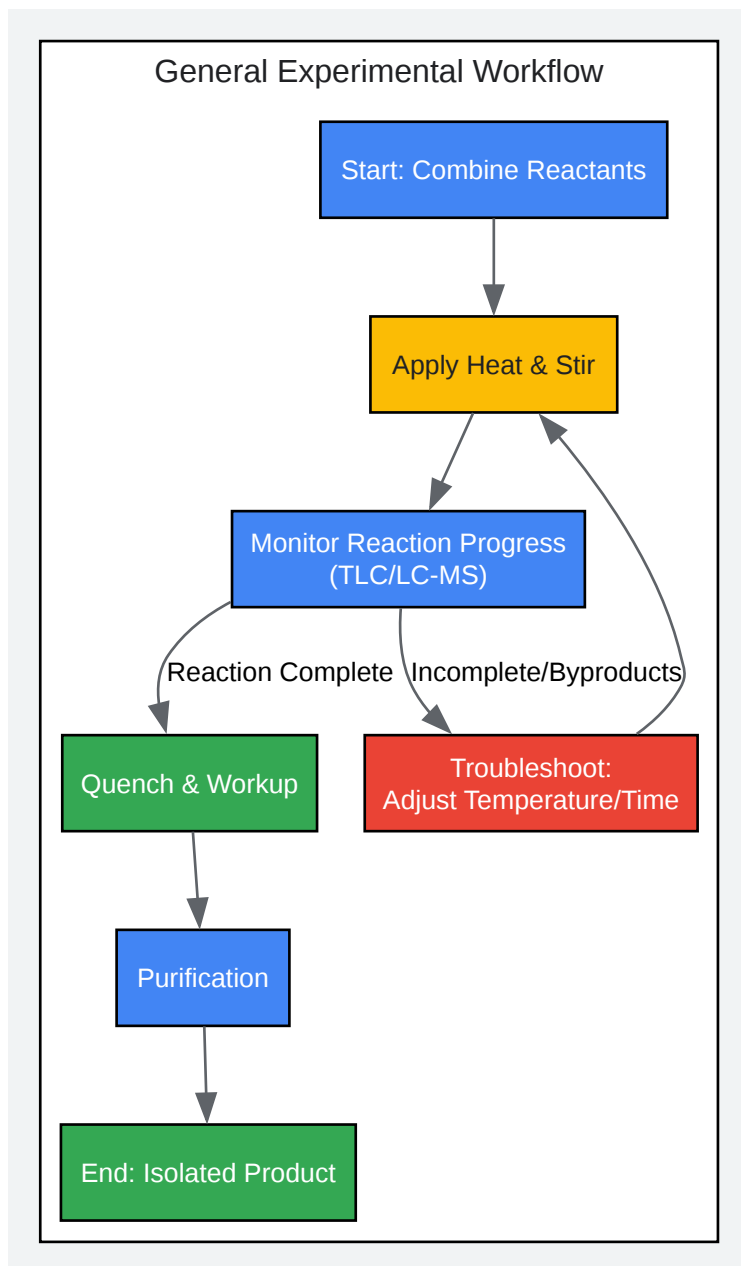 General Experimental Workflow
Start: Combine Reactants
Apply Heat & Stir
Monitor Reaction Progress
(TLC/LC-MS)
Reaction Complete
Incomplete/Byproducts
Quench & Workup
Troubleshoot:
Adjust Temperature/Time
Purification
End: Isolated Product